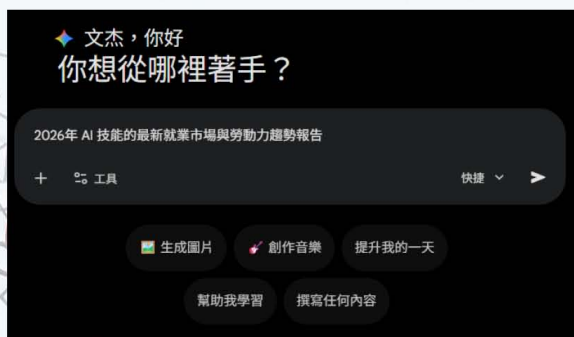 文杰，你好
你想從哪裡著手？
2026年 AI 技能的最新就業市場與勞動力趨勢報告
工具
快捷
生成圖片
創作音樂
提升我的一天
幫助我學習
撰寫任何內容